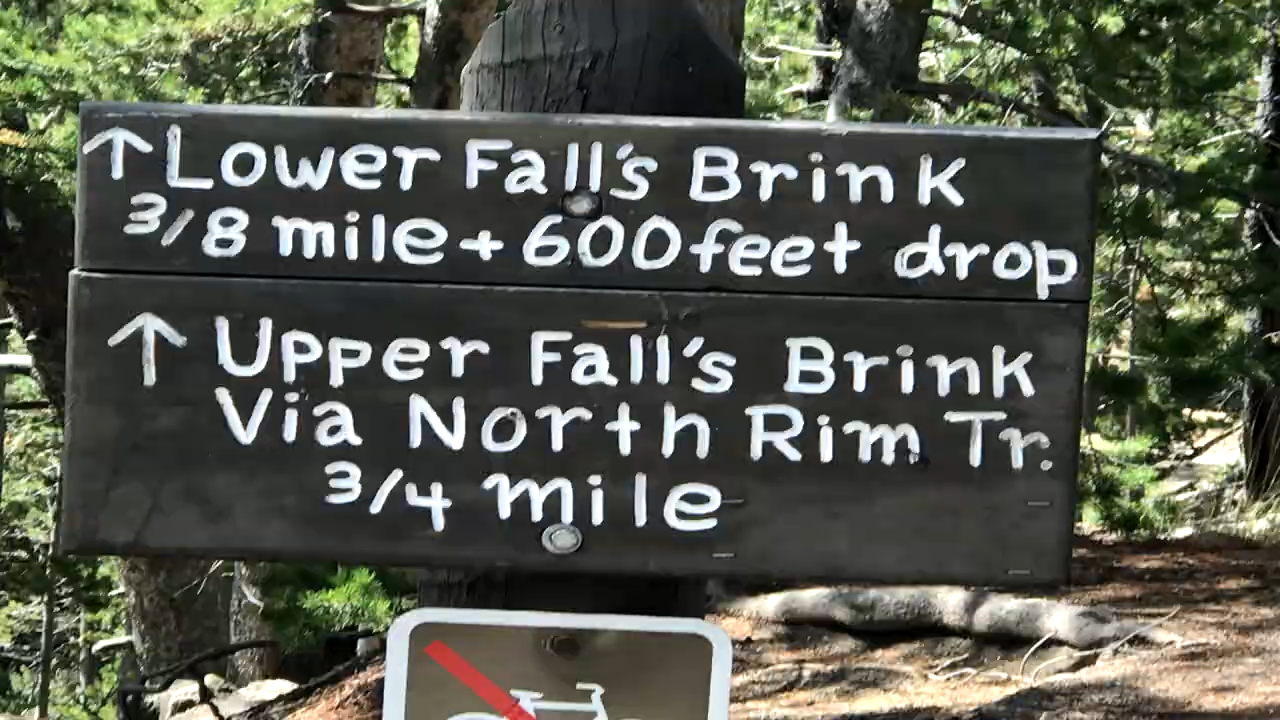 ↑ Lower Fall's Brink
3/8 mile + 600 feet drop
↑ Upper Fall's Brink
Via North Rim Tr.
3/4 mile